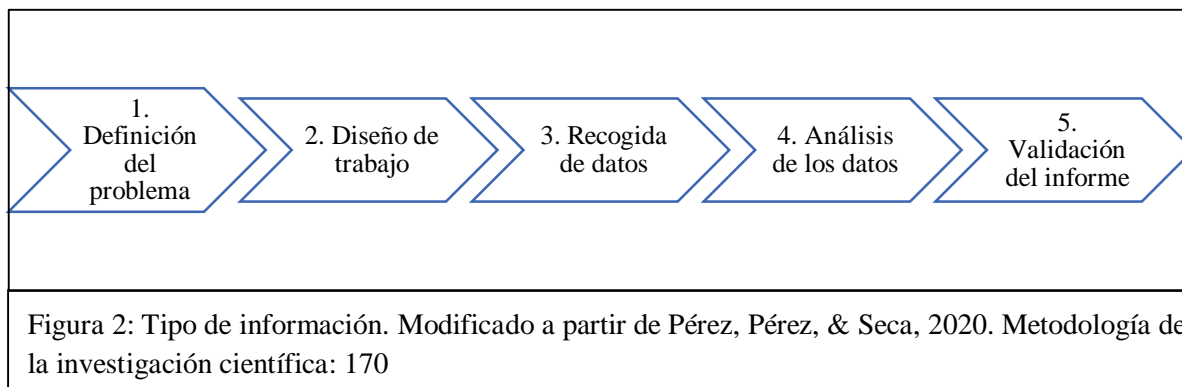 1.
Definición
del
problema
2. Diseño de
trabajo
3. Recogida
de datos
4. Análisis
de los datos
5.
Validación
del informe
Figura 2: Tipo de información. Modificado a partir de Pérez, Pérez, & Seca, 2020. Metodología de
la investigación científica: 170